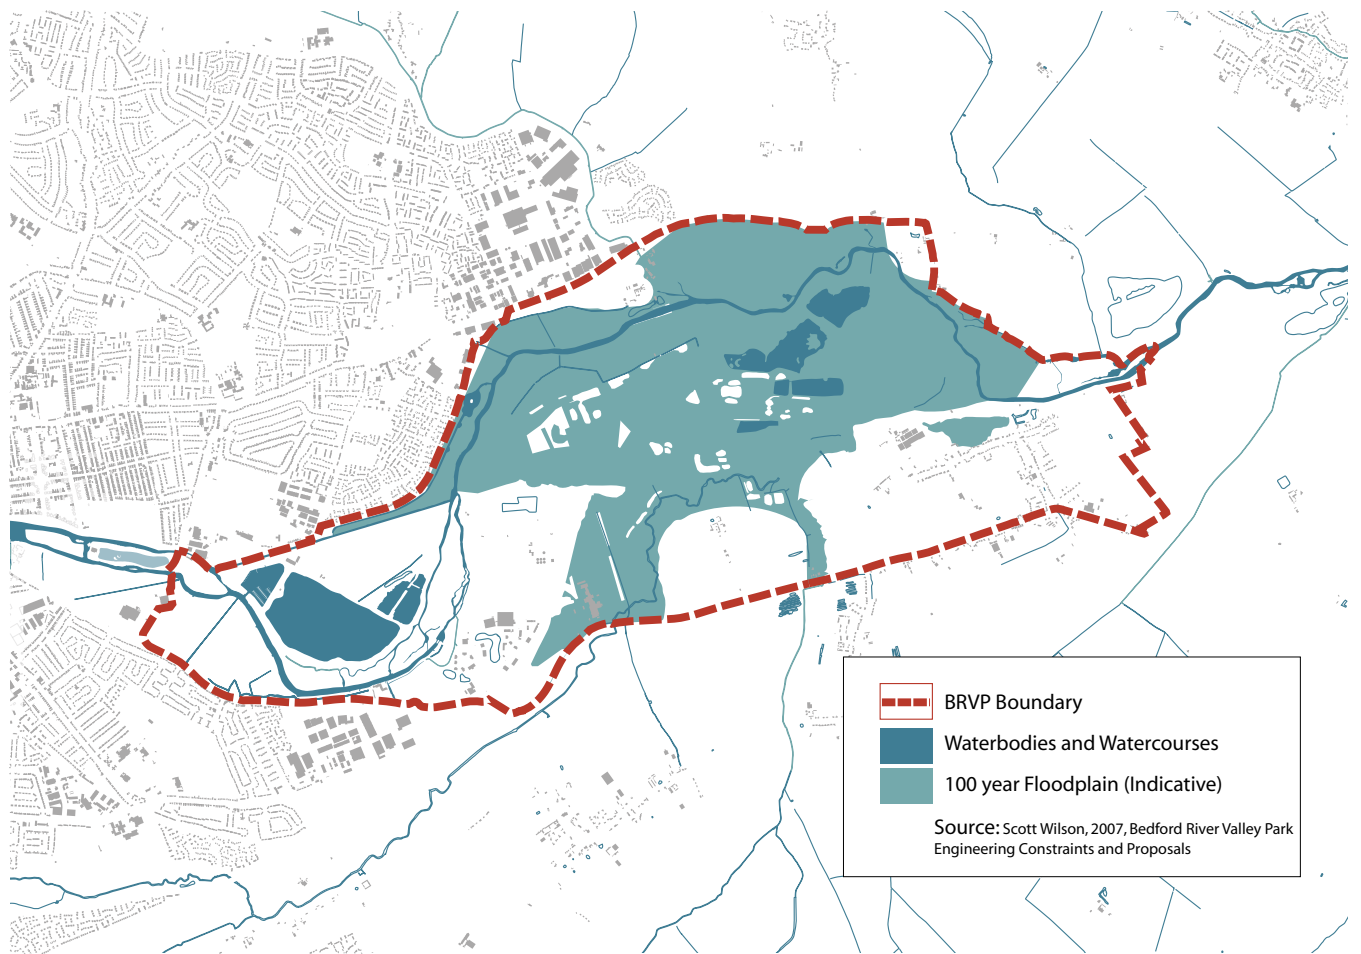 BRVP Boundary
Waterbodies and Watercourses
100 year Floodplain (Indicative)
Source: Scott Wilson, 2007, Bedford River Valley Park
Engineering Constraints and Proposals